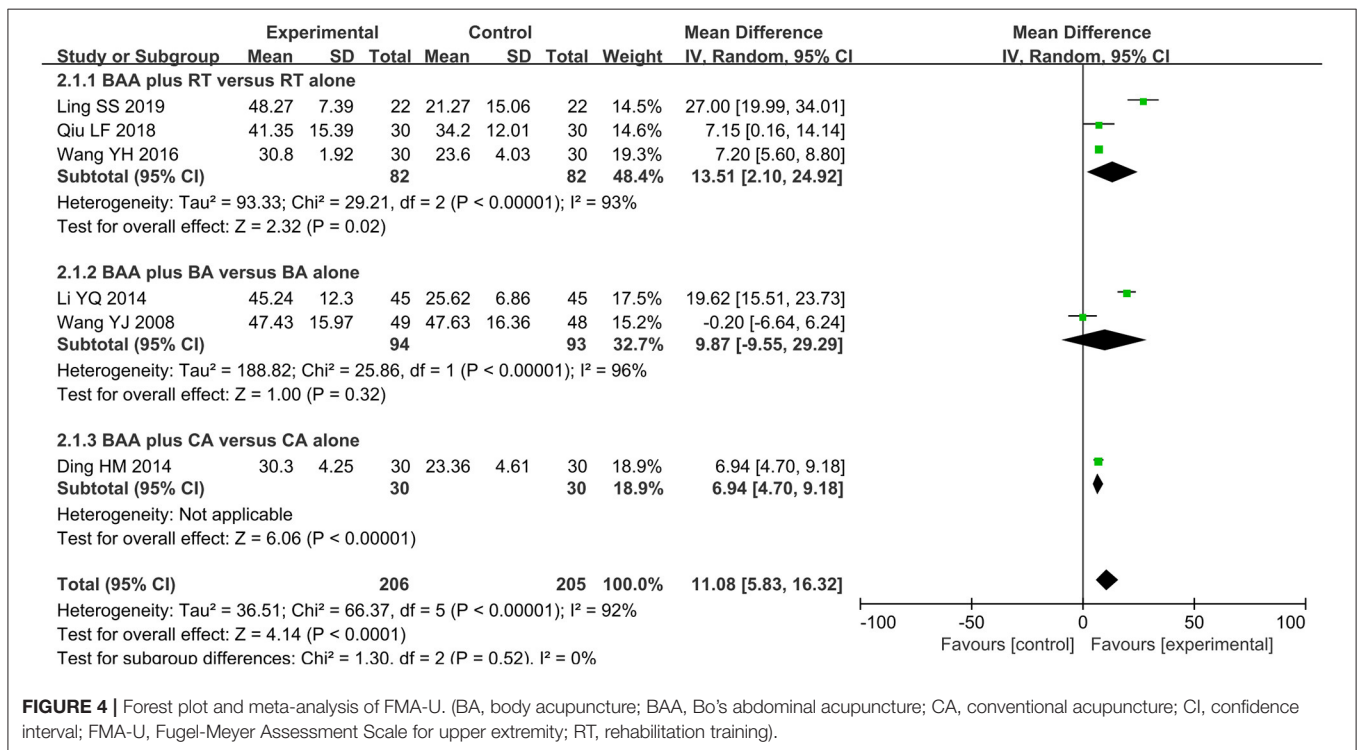 Experimental Control Mean Difference Mean Difference
Study or Subgroup Mean SD Total Mean SD Total Weight IV, Random, 95% CI IV, Random, 95% CI
2.1.1 BAA plus RT versus RT alone
Ling SS 2019 48.27 7.39 22 21.27 15.06 22 14.5% 27.00 [19.99, 34.01]
Qiu LF 2018 41.35 15.39 30 34.2 12.01 30 14.6% 7.15 [0.16, 14.14]
Wang YH 2016 30.8 1.92 30 23.6 4.03 30 19.3% 7.20 [5.60, 8.80]
Subtotal (95% CI) 82 82 48.4% 13.51 [2.10, 24.92]
Heterogeneity: Tau² = 93.33; Chi² = 29.21, df = 2 (P < 0.00001); I² = 93%
Test for overall effect: Z = 2.32 (P = 0.02)
2.1.2 BAA plus BA versus BA alone
Li YQ 2014 45.24 12.3 45 25.62 6.86 45 17.5% 19.62 [15.51, 23.73]
Wang YJ 2008 47.43 15.97 49 47.63 16.36 48 15.2% -0.20 [-6.64, 6.24]
Subtotal (95% CI) 94 93 32.7% 9.87 [-9.55, 29.29]
Heterogeneity: Tau² = 188.82; Chi² = 25.86, df = 1 (P < 0.00001); I² = 96%
Test for overall effect: Z = 1.00 (P = 0.32)
2.1.3 BAA plus CA versus CA alone
Ding HM 2014 30.3 4.25 30 23.36 4.61 30 18.9% 6.94 [4.70, 9.18]
Subtotal (95% CI) 30 30 18.9% 6.94 [4.70, 9.18]
Heterogeneity: Not applicable
Test for overall effect: Z = 6.06 (P < 0.00001)
Total (95% CI) 206 205 100.0% 11.08 [5.83, 16.32]
Heterogeneity: Tau² = 36.51; Chi² = 66.37, df = 5 (P < 0.00001); I² = 92%
Test for overall effect: Z = 4.14 (P < 0.0001)
Test for subgroup differences: Chi² = 1.30, df = 2 (P = 0.52), I² = 0%
-100 -50 0 50 100
Favours [control] Favours [experimental]
FIGURE 4 | Forest plot and meta-analysis of FMA-U. (BA, body acupuncture; BAA, Bo's abdominal acupuncture; CA, conventional acupuncture; CI, confidence
interval; FMA-U, Fugel-Meyer Assessment Scale for upper extremity; RT, rehabilitation training).